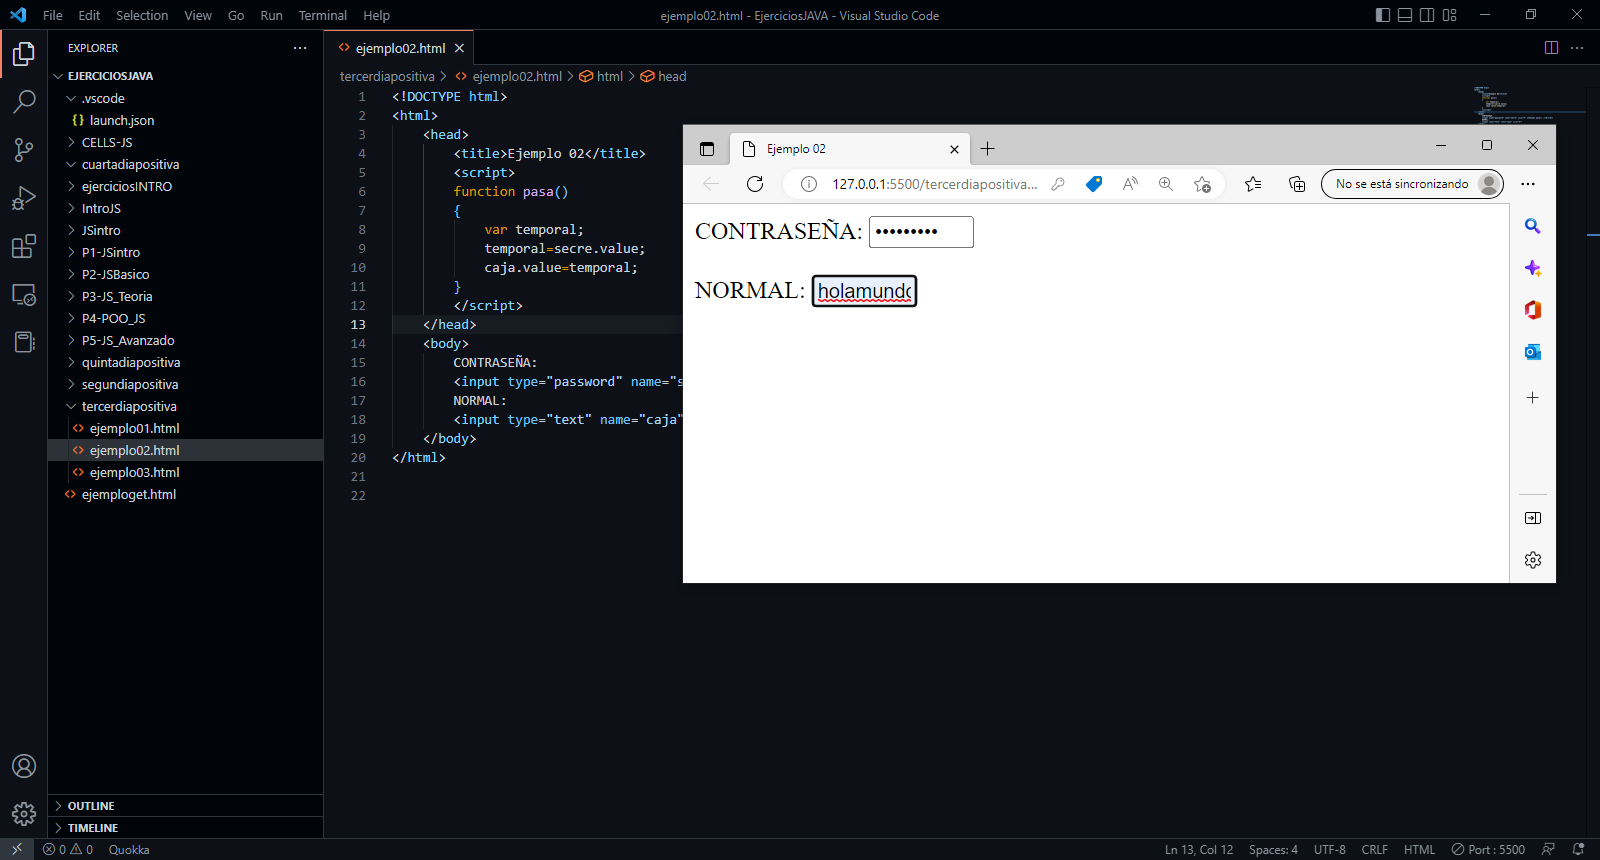 File Edit Selection View Go Run Terminal Help
ejemplo02.html - EjerciciosJAVA - Visual Studio Code
EXPLORER
EJERCICIOSJAVA
.vscode
launch.json
CELLS-JS
cuartadiapositiva
ejerciciosINTRO
IntroJS
JSintro
P1-JSintro
P2-JSBasico
P3-JS_Teoria
P4-POO_JS
P5-JS_Avanzado
quintadiapositiva
segundiapositiva
tercerdiapositiva
ejemplo01.html
ejemplo02.html
ejemplo03.html
ejemploget.html
OUTLINE
TIMELINE
ejemplo02.html
tercerdiapositiva > ejemplo02.html > html > head
1 <!DOCTYPE html>
2 <html>
3 <head>
4 <title>Ejemplo 02</title>
5 <script>
6 function pasa()
7 {
8 var temporal;
9 temporal=secre.value;
10 caja.value=temporal;
11 }
12 </script>
13 </head>
14 <body>
15 CONTRASEÑA:
16 <input type="password" name="s
17 NORMAL:
18 <input type="text" name="caja"
19 </body>
20 </html>
21
22
Ejemplo 02
127.0.0.1:5500/tercerdiapositiva...
No se está sincronizando
CONTRASEÑA: •••••••••
NORMAL: holamundo
0 0 Quokka
Ln 13, Col 12 Spaces: 4 UTF-8 CRLF HTML Port : 5500